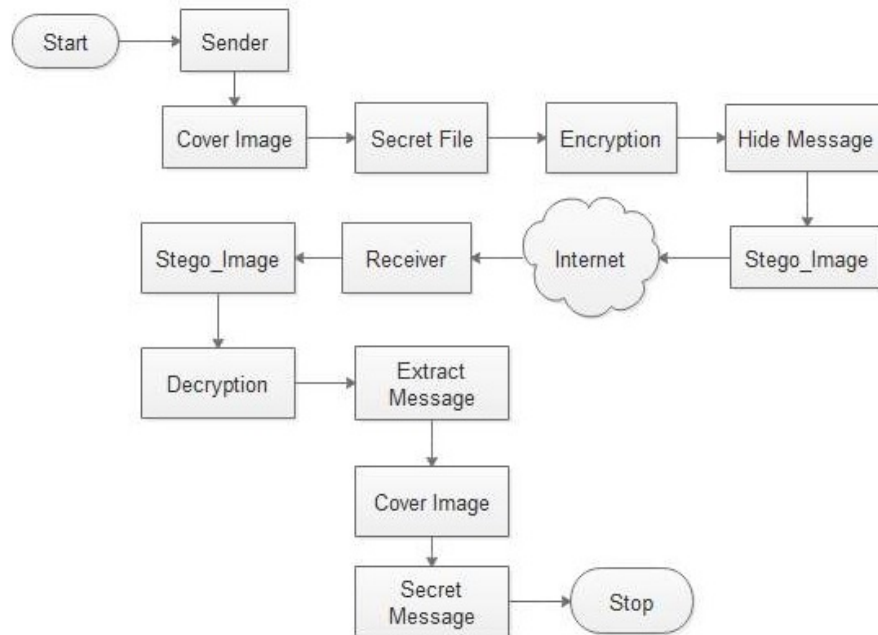 Start
Sender
Cover Image
Secret File
Encryption
Hide Message
Stego_Image
Internet
Receiver
Stego_Image
Decryption
Extract
Message
Cover Image
Secret
Message
Stop